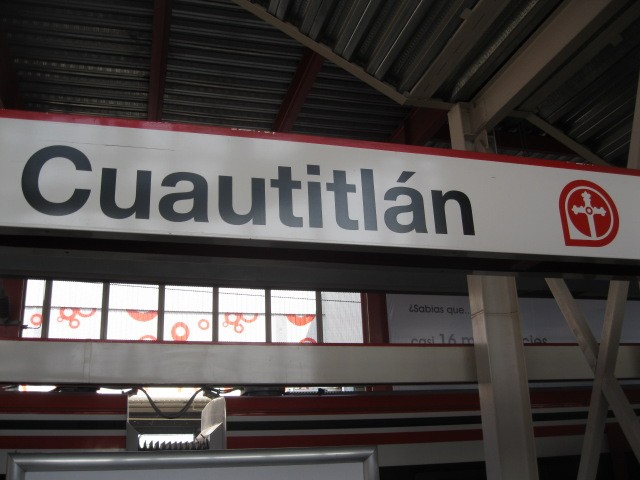 Cuautitlán
¿Sabías que...
casi 16